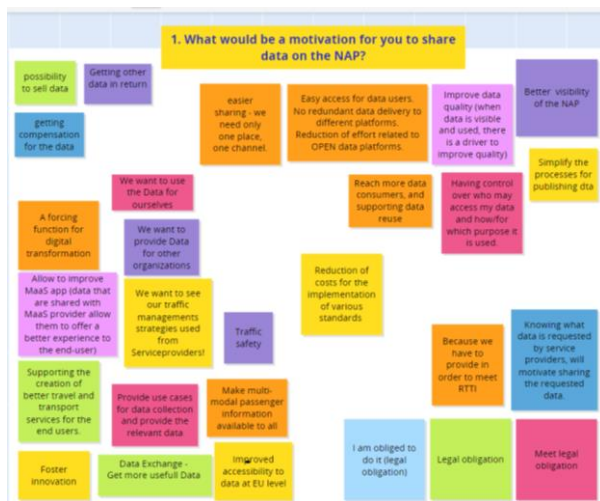 1. What would be a motivation for you to share
data on the NAP?
possibility
to sell data
Getting other
data in return
getting
compensation
for the data
easier
sharing - we
need only
one place,
one channel.
Easy access for data users.
No redundant data delivery to
different platforms.
Reduction of effort related to
OPEN data platforms.
Improve data
quality (when
data is visible
and used, there
is a driver to
improve quality)
Better visibility
of the NAP
Simplify the
processes for
publishing dta
We want to use
the Data for
ourselves
Reach more data
consumers, and
supporting data
reuse
Having control
over who may
access my data
and how/for
which purpose it
is used.
A forcing
function for
digital
transformation
We want to
provide Data
for other
organizations
Allow to improve
MaaS app (data
that are shared with
MaaS provider allow
them to offer a
better experience to
the end-user)
We want to see
our traffic
managements
strategies used
from
Serviceproviders!
Traffic
safety
Reduction of
costs for the
implementation
of various
standards
Because we
have to
provide in
order to meet
RTTI
Knowing what
data is requested
by service
providers, will
motivate sharing
the requested
data.
Supporting the
creation of
better travel and
transport
services for the
end users.
Provide use cases
for data collection
and provide the
relevant data
Make multi-
modal passenger
information
available to all
Foster
innovation
Data Exchange -
Get more usefull Data
Improved
accessibility to
data at EU level
I am obliged to
do it (legal
obligation)
Legal obligation
Meet legal
obligation